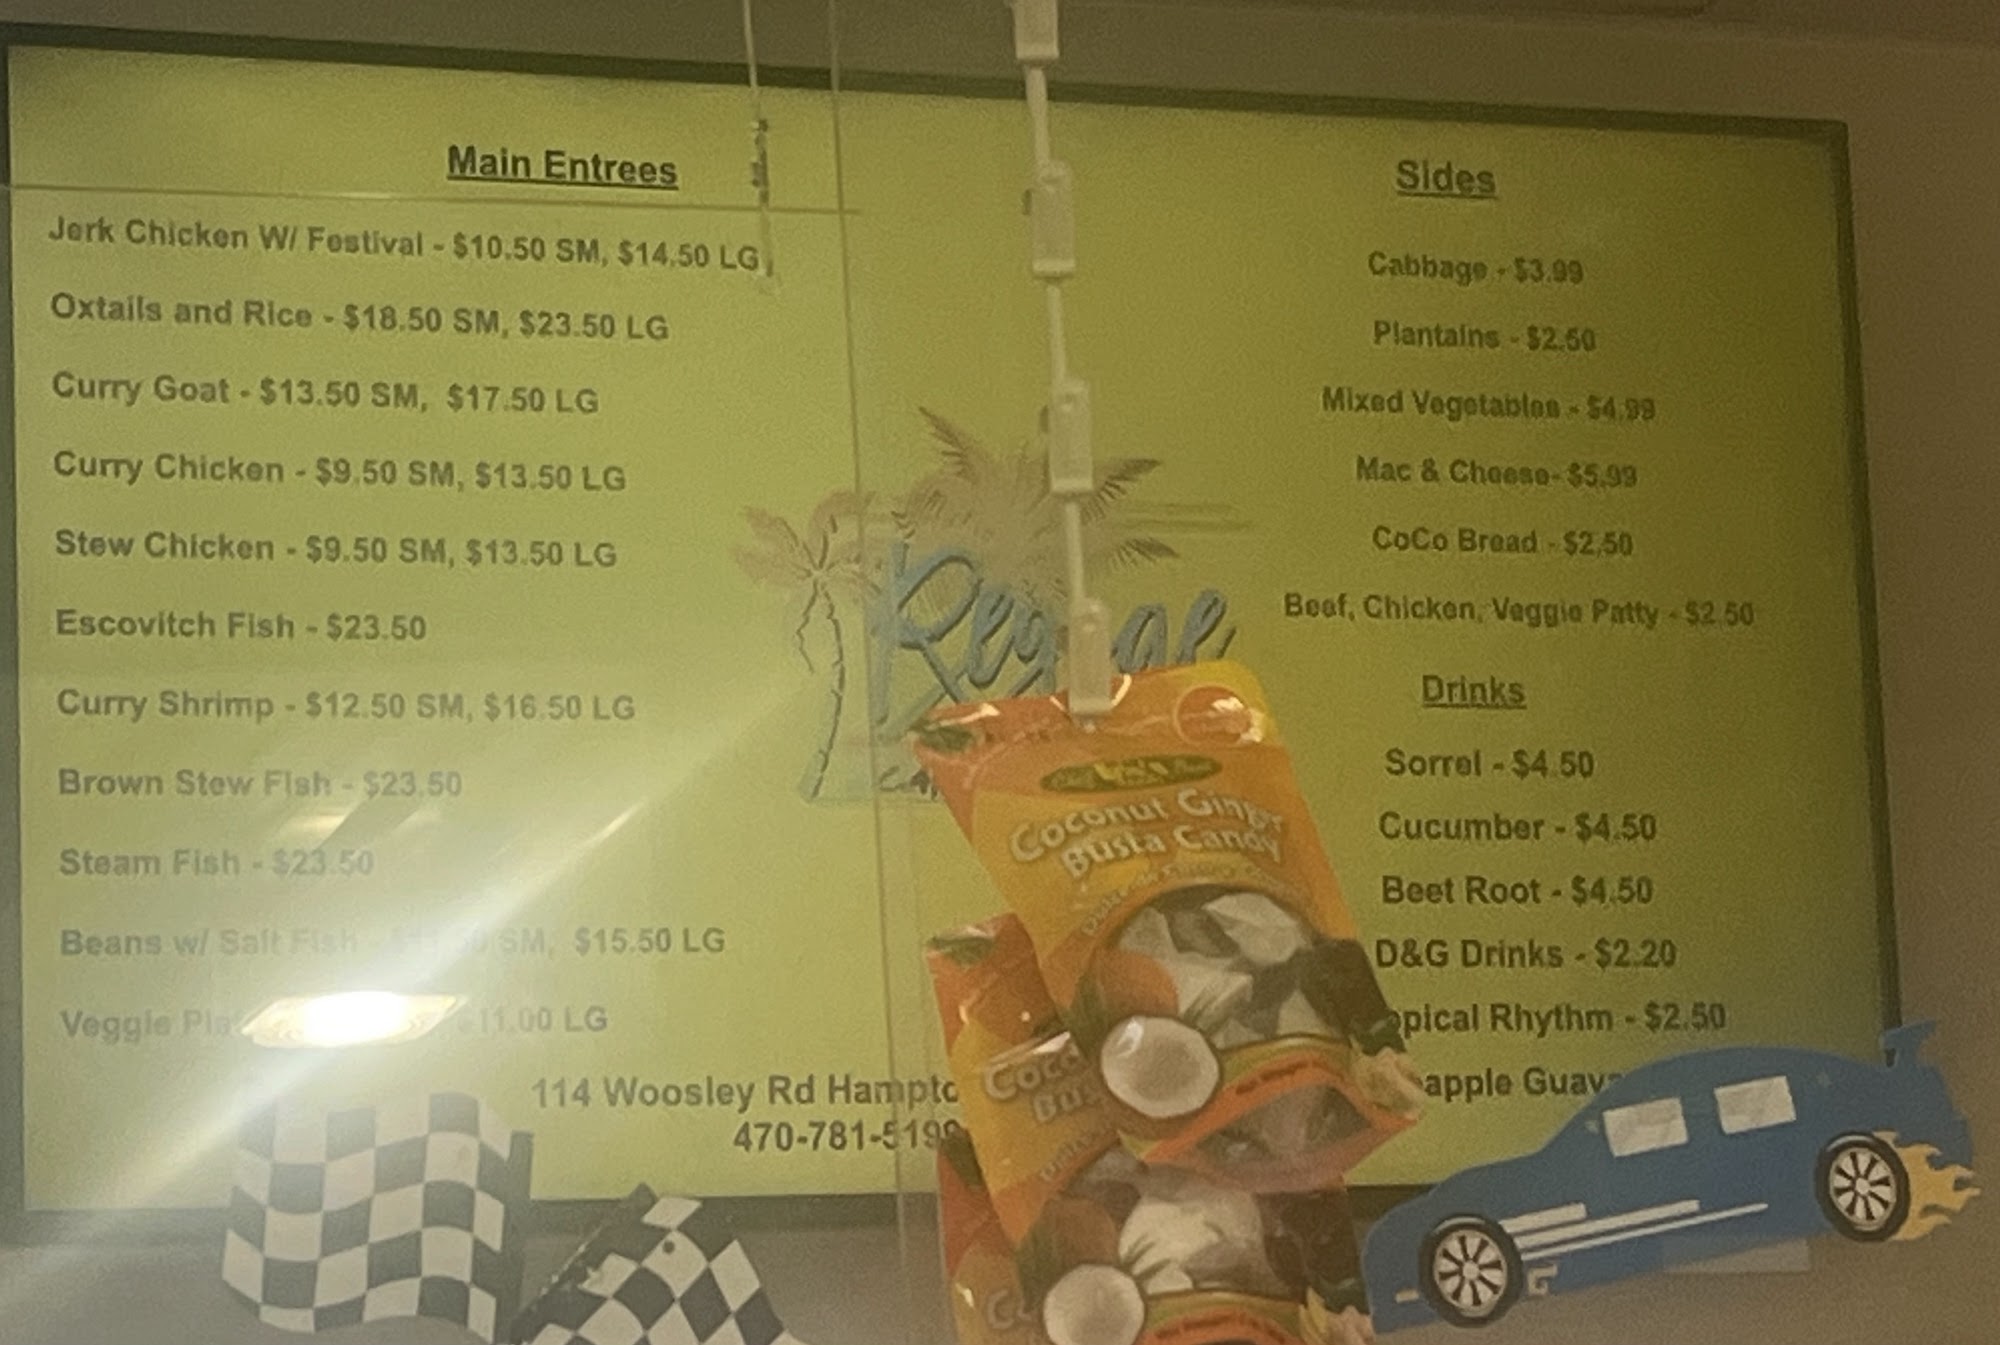 Main Entrees
Jerk Chicken W/ Festival - $10.50 SM, $14.50 LG
Oxtails and Rice - $18.50 SM, $23.50 LG
Curry Goat - $13.50 SM, $17.50 LG
Curry Chicken - $9.50 SM, $13.50 LG
Stew Chicken - $9.50 SM, $13.50 LG
Escovitch Fish - $23.50
Curry Shrimp - $12.50 SM, $16.50 LG
Brown Stew Fish - $23.50
Steam Fish - $23.50
Beans w/ Salt Fish - SM, $15.50 LG
Veggie 11.00 LG
114 Woosley Rd
470-781-
Sides
Cabbage - $3.99
Plantains - $2.50
Mixed Vegetables - $4.99
Mac & Cheese- $5.99
CoCo Bread - $2.50
Beef, Chicken, Veggie Patty - $2.50
Drinks
Sorrel - $4.50
Cucumber - $4.50
Beet Root - $4.50
D&G Drinks - $2.20
Rhythm - $2.50
Coconut Ginger
Busta Candy